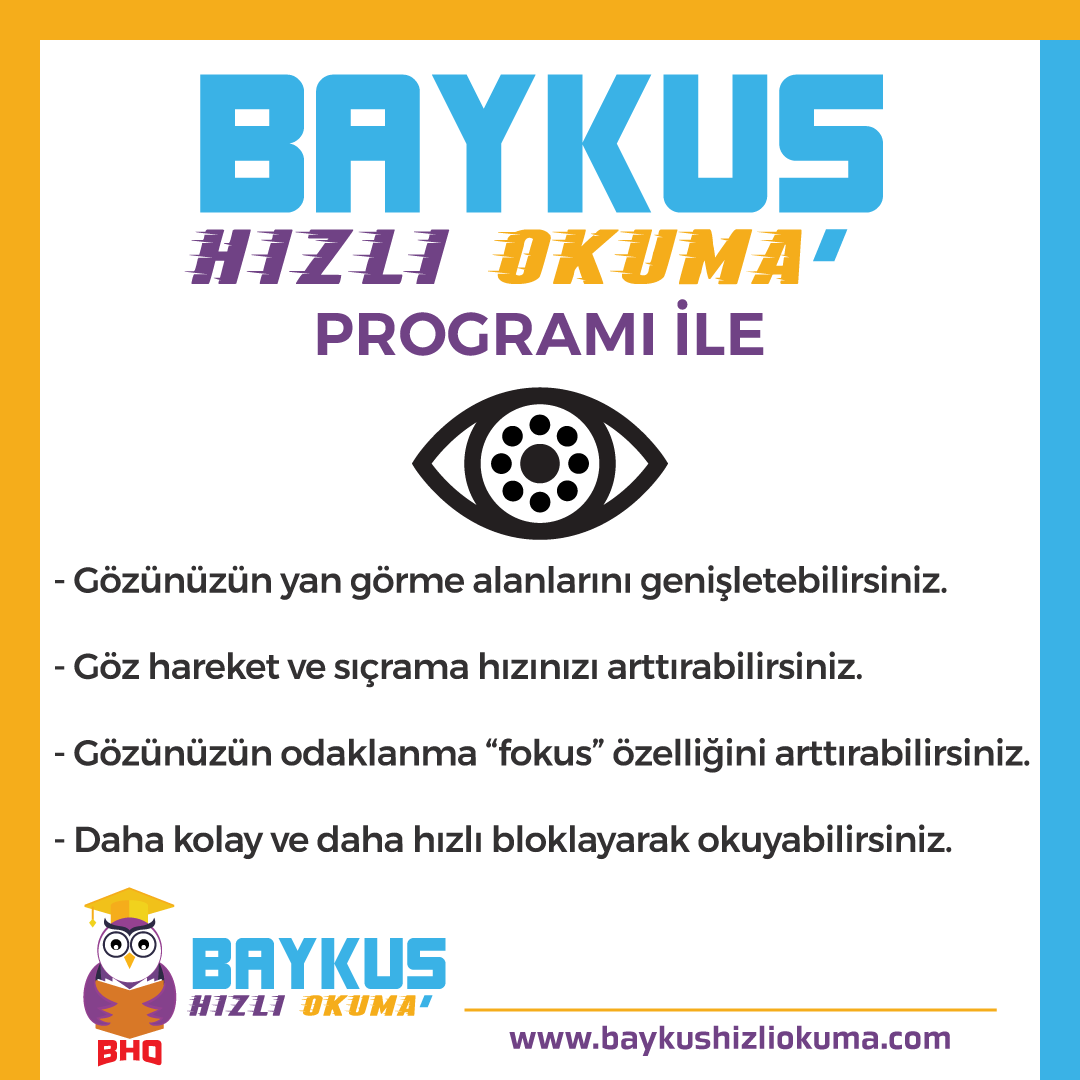 BAYKUS
HIZLI OKUMA'
PROGRAMI İLE
- Gözünüzün yan görme alanlarını genişletebilirsiniz.
- Göz hareket ve sıçrama hızınızı arttırabilirsiniz.
- Gözünüzün odaklanma “fokus” özelliğini arttırabilirsiniz.
- Daha kolay ve daha hızlı bloklayarak okuyabilirsiniz.
BAYKUS
HIZLI OKUMA'
BHO
www.baykushizliokuma.com